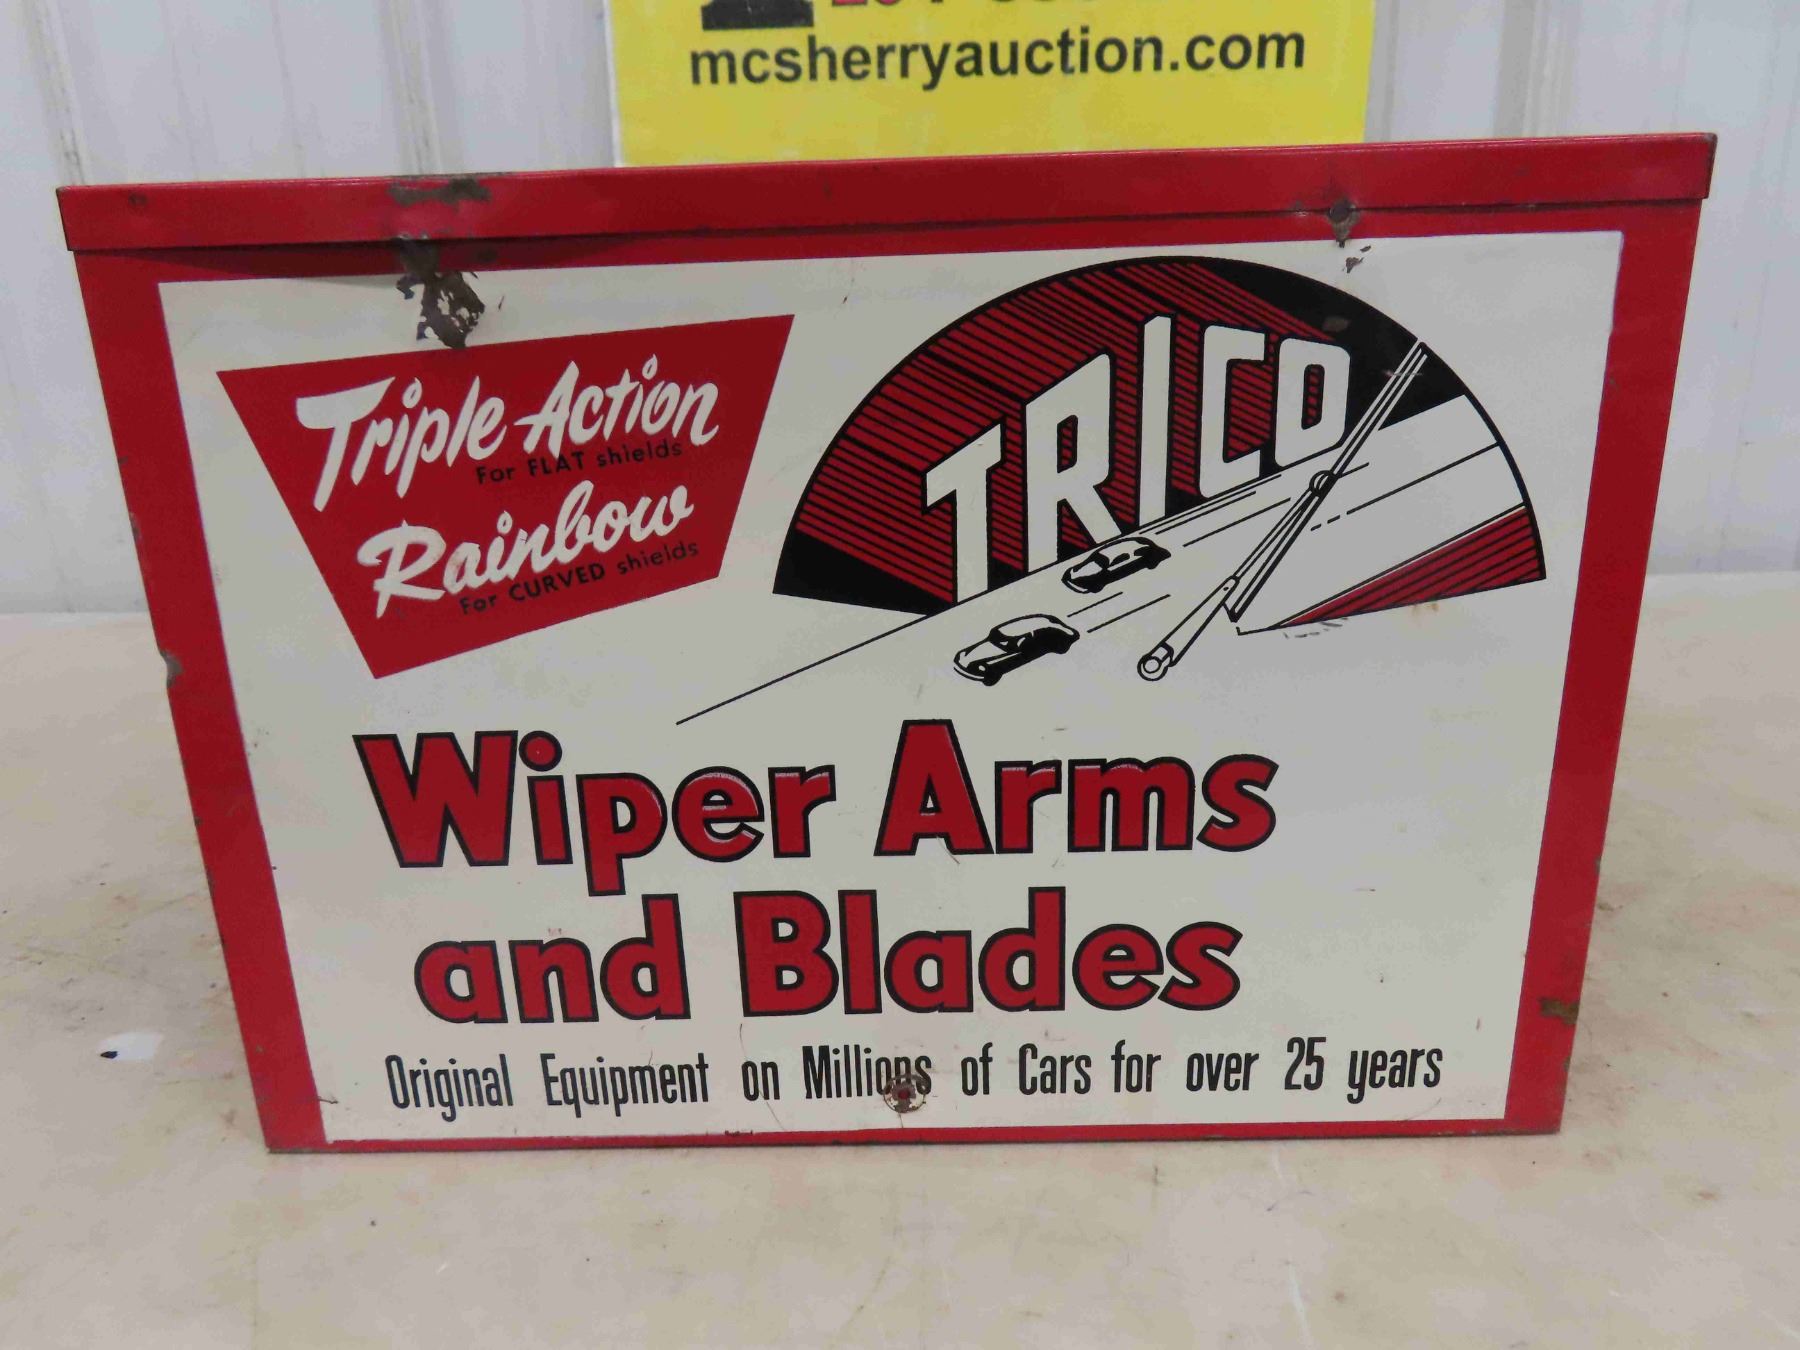 mcsherryauction.com
Triple-Action
For FLAT shields
Rainbow
For CURVED shields
TRICO
Wiper Arms
and Blades
Original Equipment on Millions of Cars for over 25 years